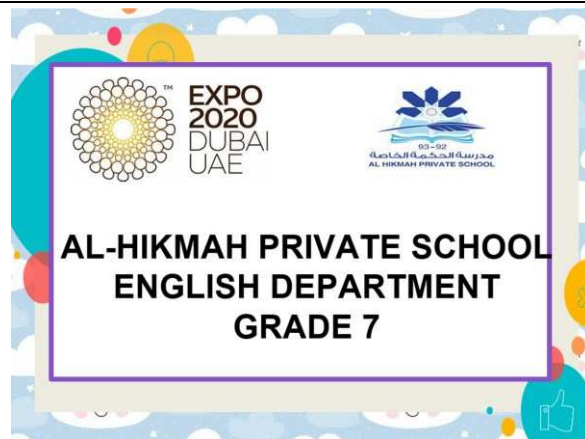 ™
EXPO
2020
DUBAI
UAE
93-92
مدرسة الحكمة الخاصة
AL HIKMAH PRIVATE SCHOOL
AL-HIKMAH PRIVATE SCHOOL
ENGLISH DEPARTMENT
GRADE 7